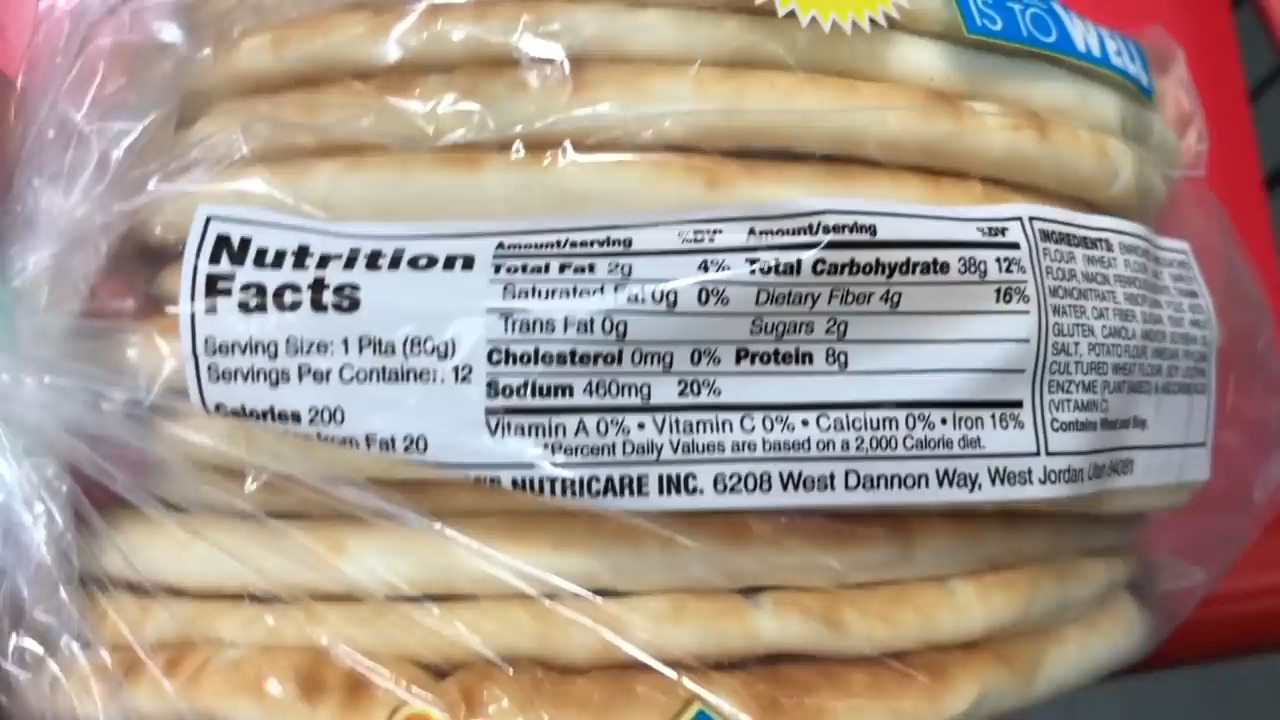 IS TO WELL
Nutrition
Facts
Serving Size: 1 Pita (80g)
Servings Per Container: 12
Calories 200
Fat 20
Amount/serving %DV* Amount/serving %DV*
Total Fat 2g 4% Total Carbohydrate 38g 12%
Saturated Fat 0g 0% Dietary Fiber 4g 16%
Trans Fat 0g Sugars 2g
Cholesterol 0mg 0% Protein 8g
Sodium 460mg 20%
Vitamin A 0% • Vitamin C 0% • Calcium 0% • Iron 16%
*Percent Daily Values are based on a 2,000 Calorie diet.
NUTRICARE INC. 6208 West Dannon Way, West Jordan Utah 84081
INGREDIENTS:
FLOUR (WHEAT
FLOUR, NIACIN,
MONONITRATE,
WATER, OAT FIBER,
GLUTEN, CANOLA
SALT, POTATO FLOUR,
CULTURED WHEAT FLOUR,
ENZYME
(VITAMIN C)
Contains Wheat and Soy.